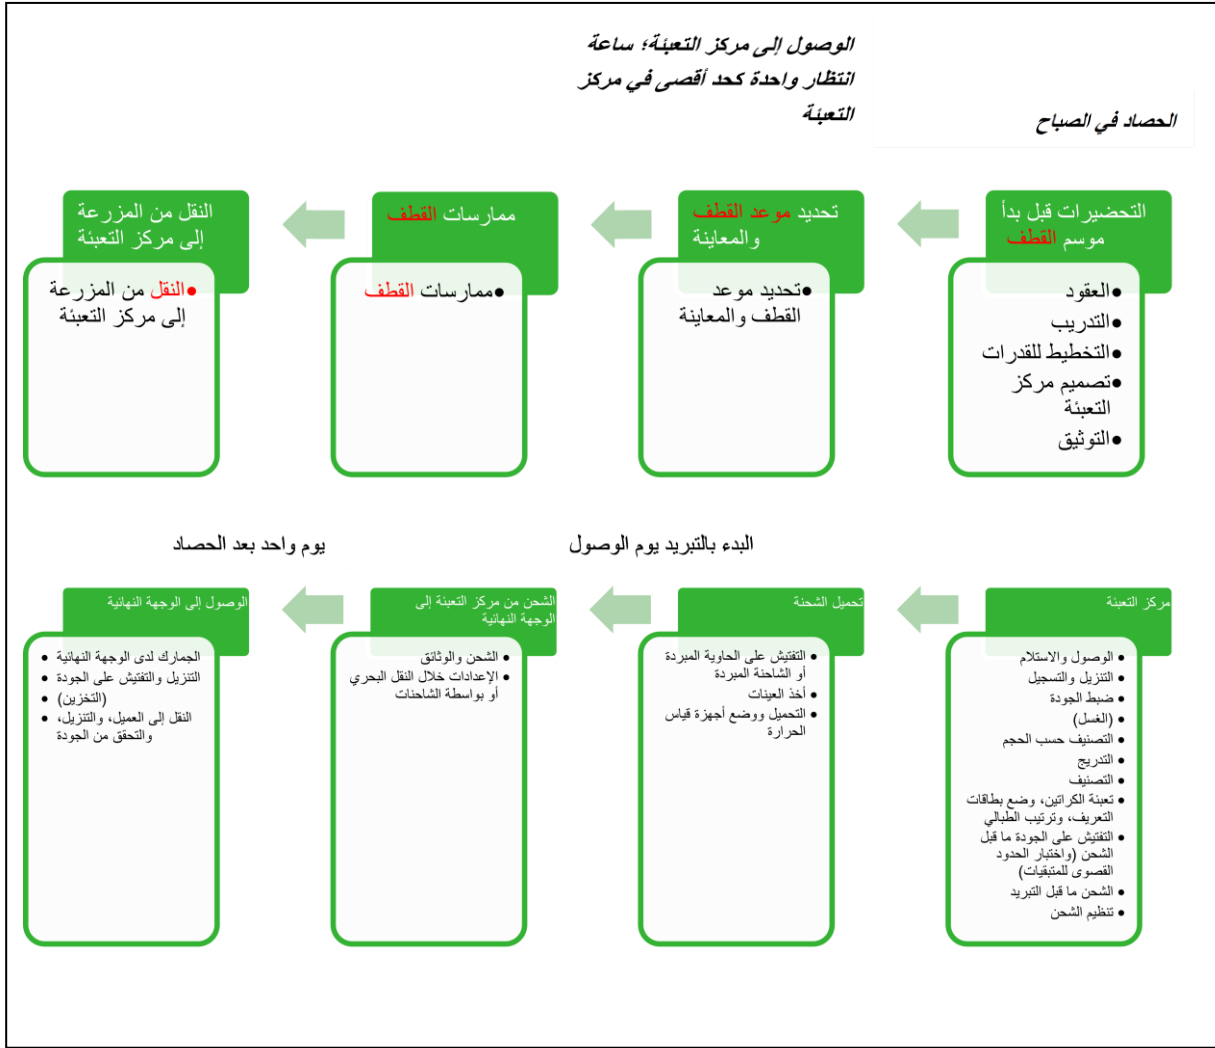 الحصاد في الصباح
الوصول إلى مركز التعبئة؛ ساعة
انتظار واحدة كحد أقصى في مركز
التعبئة
التحضيرات قبل بدأ
موسم القطف
•العقود
•التدريب
•التخطيط للقدرات
•تصميم مركز
التعبئة
•التوثيق
تحديد موعد القطف
والمعاينة
•تحديد موعد
القطف والمعاينة
ممارسات القطف
•ممارسات القطف
النقل من المزرعة
إلى مركز التعبئة
•النقل من المزرعة
إلى مركز التعبئة
البدء بالتبريد يوم الوصول
يوم واحد بعد الحصاد
مركز التعبئة
• الوصول والاستلام
• التنزيل والتسجيل
• ضبط الجودة
• (الغسل)
• التصنيف حسب الحجم
• التدريج
• التصنيف
• تعبئة الكراتين، وضع بطاقات
التعريف، وترتيب الطبالي
• التفتيش على الجودة ما قبل
الشحن (واختبار الحدود
القصوى للمتبقيات)
• الشحن ما قبل التبريد
• تنظيم الشحن
تحميل الشحنة
• التفتيش على الحاوية المبردة
أو الشاحنة المبردة
• أخذ العينات
• التحميل ووضع أجهزة قياس
الحرارة
الشحن من مركز التعبئة إلى
الوجهة النهائية
• الشحن والوثائق
• الإعدادات خلال النقل البحري
أو بواسطة الشاحنات
الوصول إلى الوجهة النهائية
• الجمارك لدى الوجهة النهائية
• التنزيل والتفتيش على الجودة
• (التخزين)
• النقل إلى العميل، والتنزيل،
والتحقق من الجودة